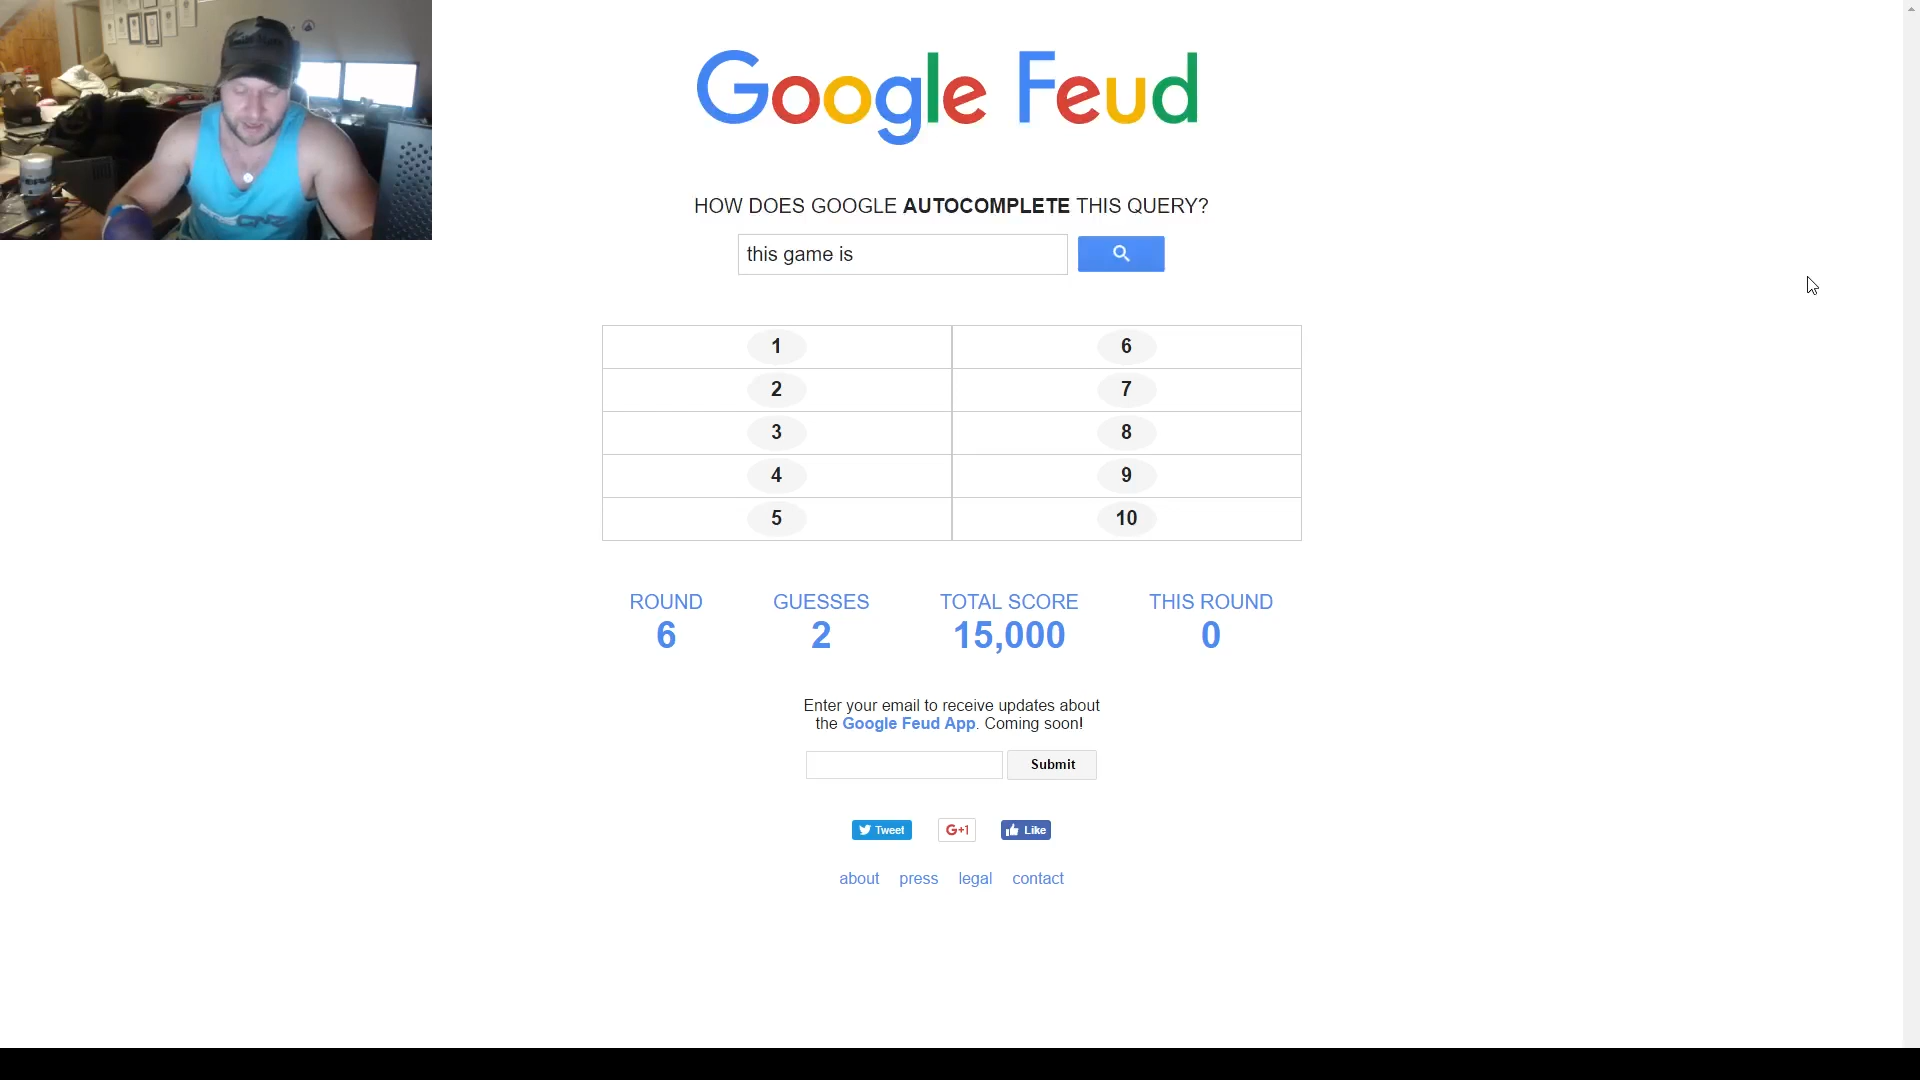 Google Feud
HOW DOES GOOGLE AUTOCOMPLETE THIS QUERY?
this game is
1
2
3
4
5
6
7
8
9
10
ROUND
6
GUESSES
2
TOTAL SCORE
15,000
THIS ROUND
0
Enter your email to receive updates about
the Google Feud App. Coming soon!
Submit
Tweet
G+1
Like
about press legal contact